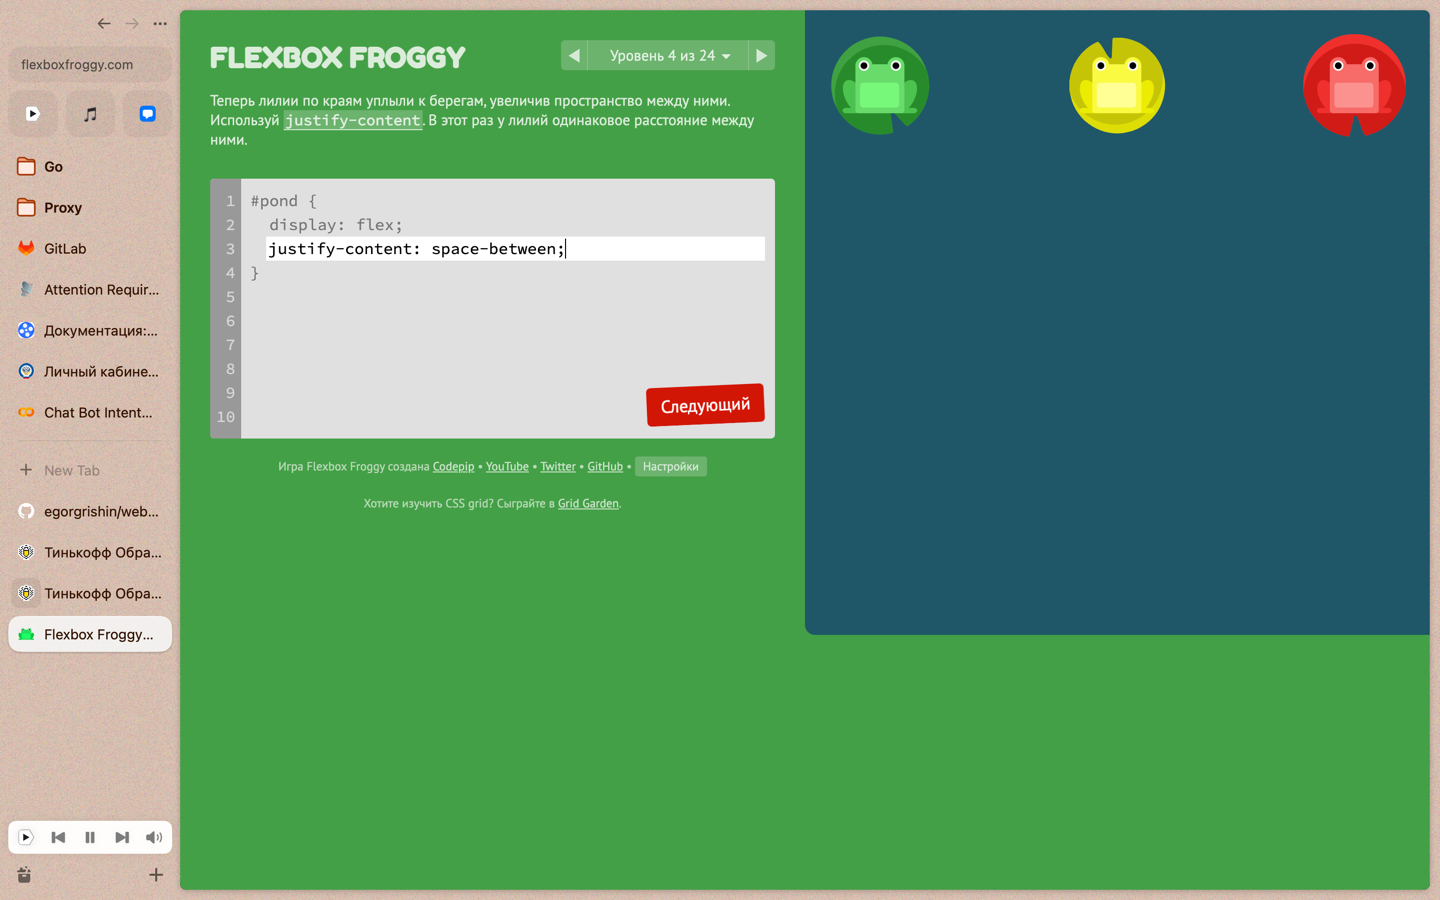 flexboxfroggy.com
Go
Proxy
GitLab
Attention Requir...
Документация:...
Личный кабине...
Chat Bot Intent...
New Tab
egorgrishin/web...
Тинькофф Обра...
Тинькофф Обра...
Flexbox Froggy...
FLEXBOX FROGGY
Уровень 4 из 24
Теперь лилии по краям уплыли к берегам, увеличив пространство между ними.
Используй justify-content. В этот раз у лилий одинаковое расстояние между
ними.
1 #pond {
2 display: flex;
3 justify-content: space-between;
4 }
5
6
7
8
9
10
Следующий
Игра Flexbox Froggy создана Codepip • YouTube • Twitter • GitHub • Настройки
Хотите изучить CSS grid? Сыграйте в Grid Garden.